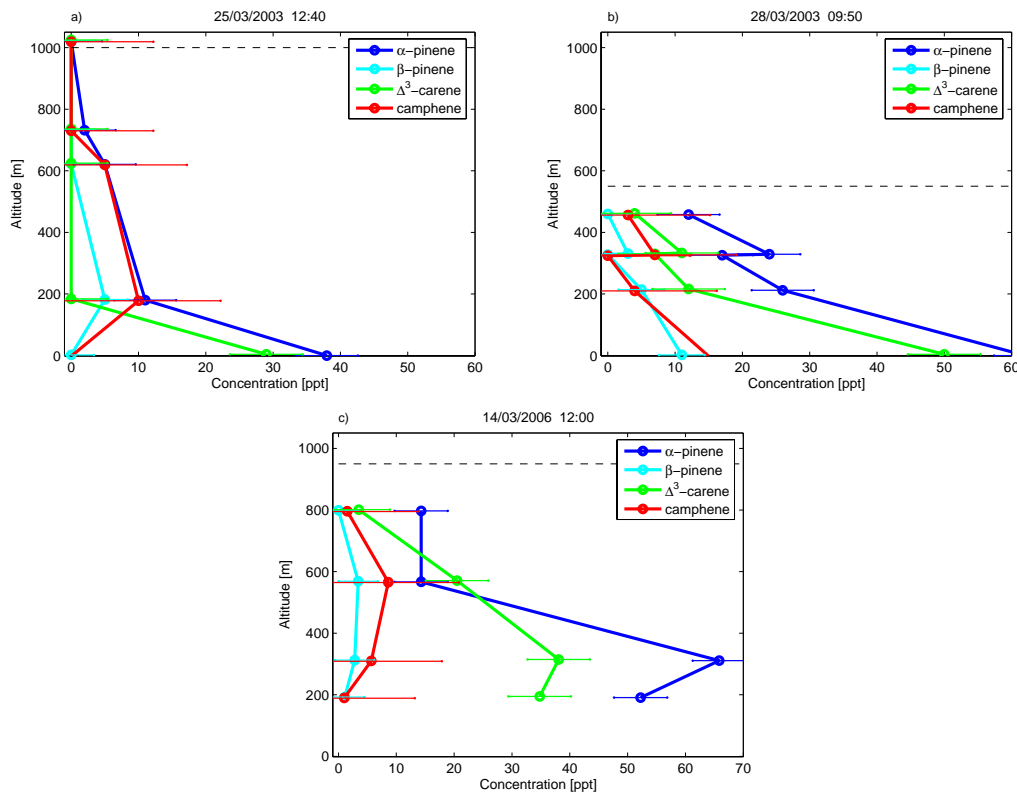 a) 25/03/2003 12:40
1000
800
600
400
200
0
0 10 20 30 40 50 60
Altitude [m]
Concentration [ppt]
α−pinene
β−pinene
Δ³−carene
camphene
b) 28/03/2003 09:50
1000
800
600
400
200
0
0 10 20 30 40 50 60
Altitude [m]
Concentration [ppt]
α−pinene
β−pinene
Δ³−carene
camphene
c) 14/03/2006 12:00
1000
800
600
400
200
0
0 10 20 30 40 50 60 70
Altitude [m]
Concentration [ppt]
α−pinene
β−pinene
Δ³−carene
camphene